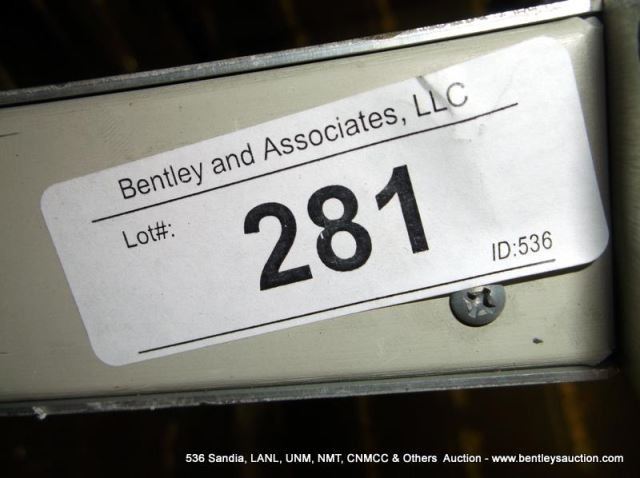 Bentley and Associates, LLC
Lot#:
281
ID:536
536 Sandia, LANL, UNM, NMT, CNMCC & Others  Auction - www.bentleysauction.com